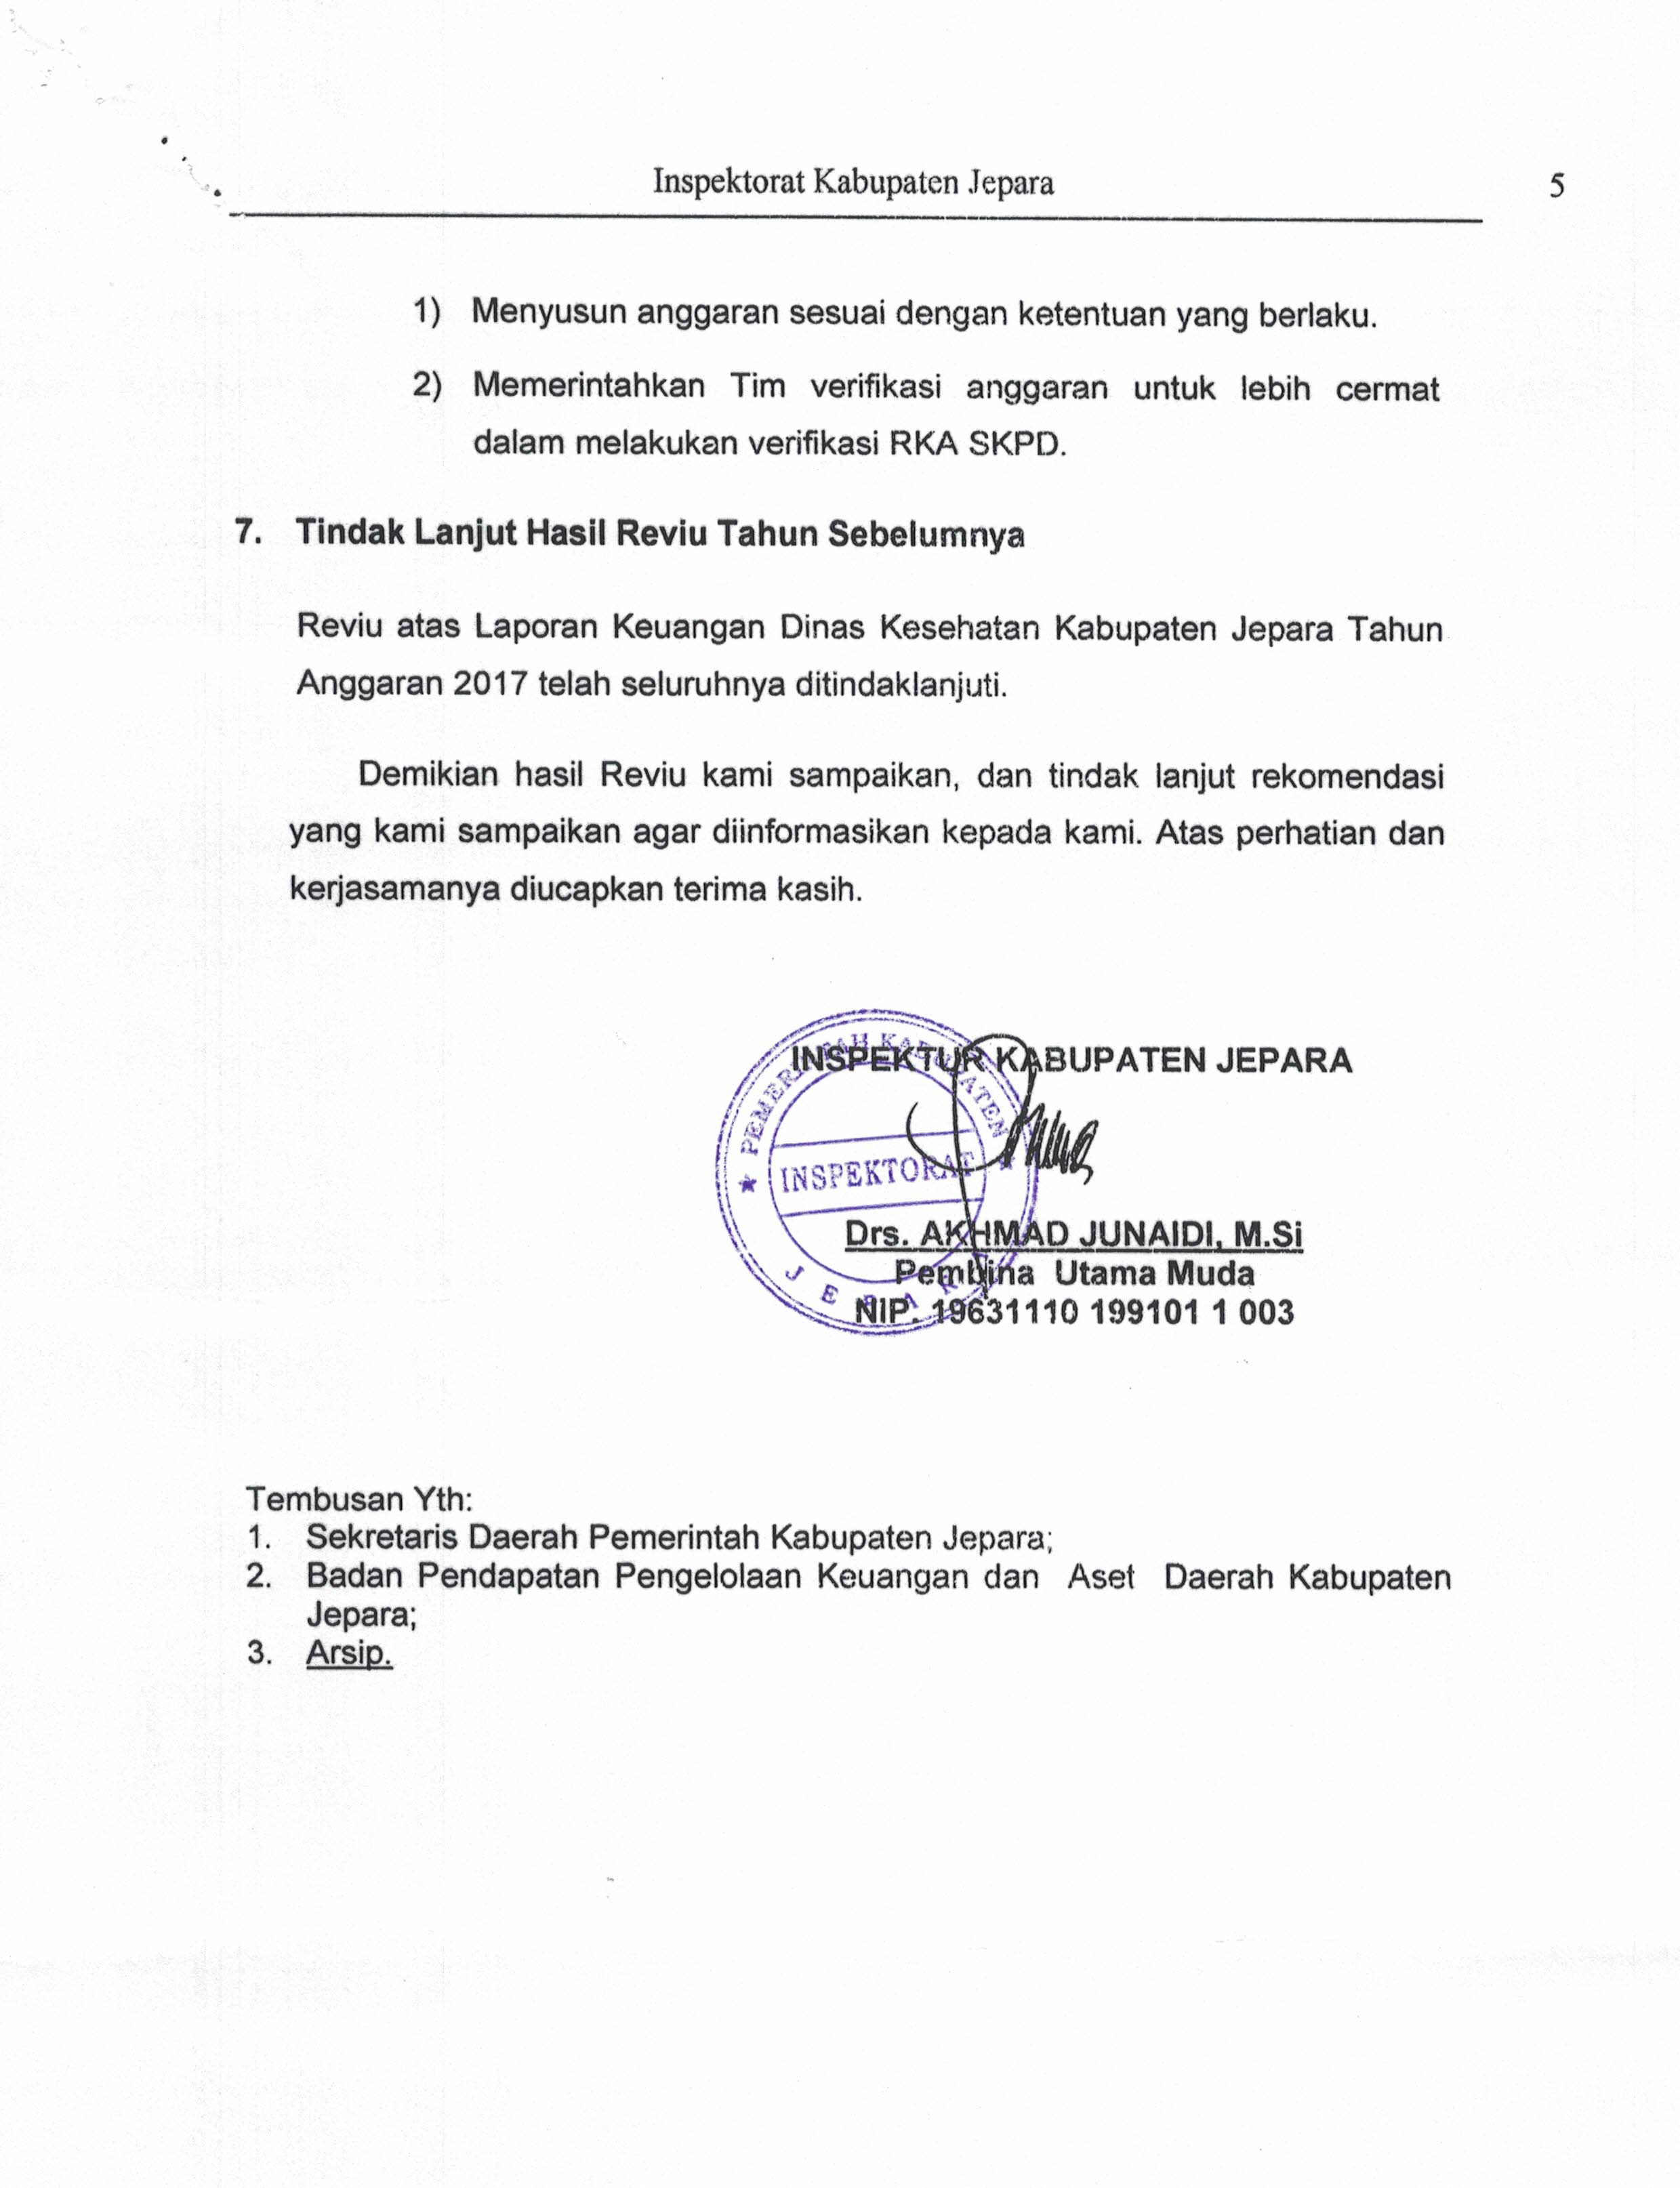 Inspektorat Kabupaten Jepara 5
1) Menyusun anggaran sesuai dengan ketentuan yang berlaku.
2) Memerintahkan Tim verifikasi anggaran untuk lebih cermat
dalam melakukan verifikasi RKA SKPD.
7. Tindak Lanjut Hasil Reviu Tahun Sebelumnya
Reviu atas Laporan Keuangan Dinas Kesehatan Kabupaten Jepara Tahun
Anggaran 2017 telah seluruhnya ditindaklanjuti.
Demikian hasil Reviu kami sampaikan, dan tindak lanjut rekomendasi
yang kami sampaikan agar diinformasikan kepada kami. Atas perhatian dan
kerjasamanya diucapkan terima kasih.
INSPEKTUR KABUPATEN JEPARA
PEMERINTAH KABUPATEN
INSPEKTORAT
JEPARA
Drs. AKHMAD JUNAIDI, M.Si
Pembina Utama Muda
NIP. 19631110 199101 1 003
Tembusan Yth:
1. Sekretaris Daerah Pemerintah Kabupaten Jepara;
2. Badan Pendapatan Pengelolaan Keuangan dan Aset Daerah Kabupaten
Jepara;
3. Arsip.